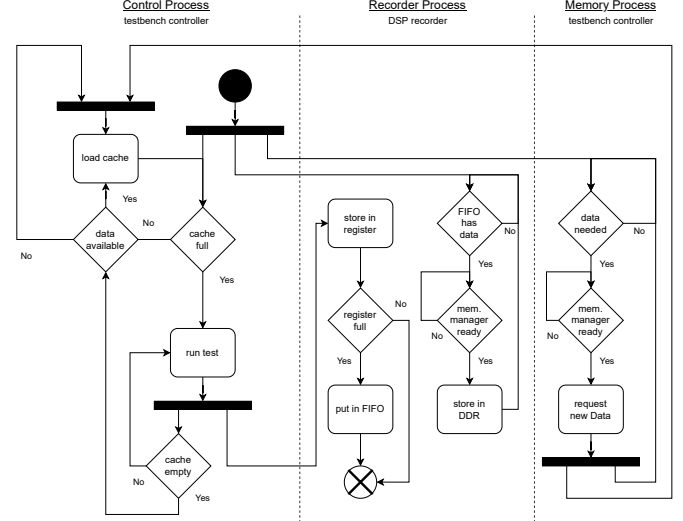 Control Process
testbench controller
Recorder Process
DSP recorder
Memory Process
testbench controller
load cache
Yes
data
available
No
No
cache
full
Yes
run test
cache
empty
No
Yes
store in
register
register
full
No
Yes
put in FIFO
FIFO
has
data
No
Yes
mem.
manager
ready
No
Yes
store in
DDR
data
needed
No
Yes
mem.
manager
ready
No
Yes
request
new Data